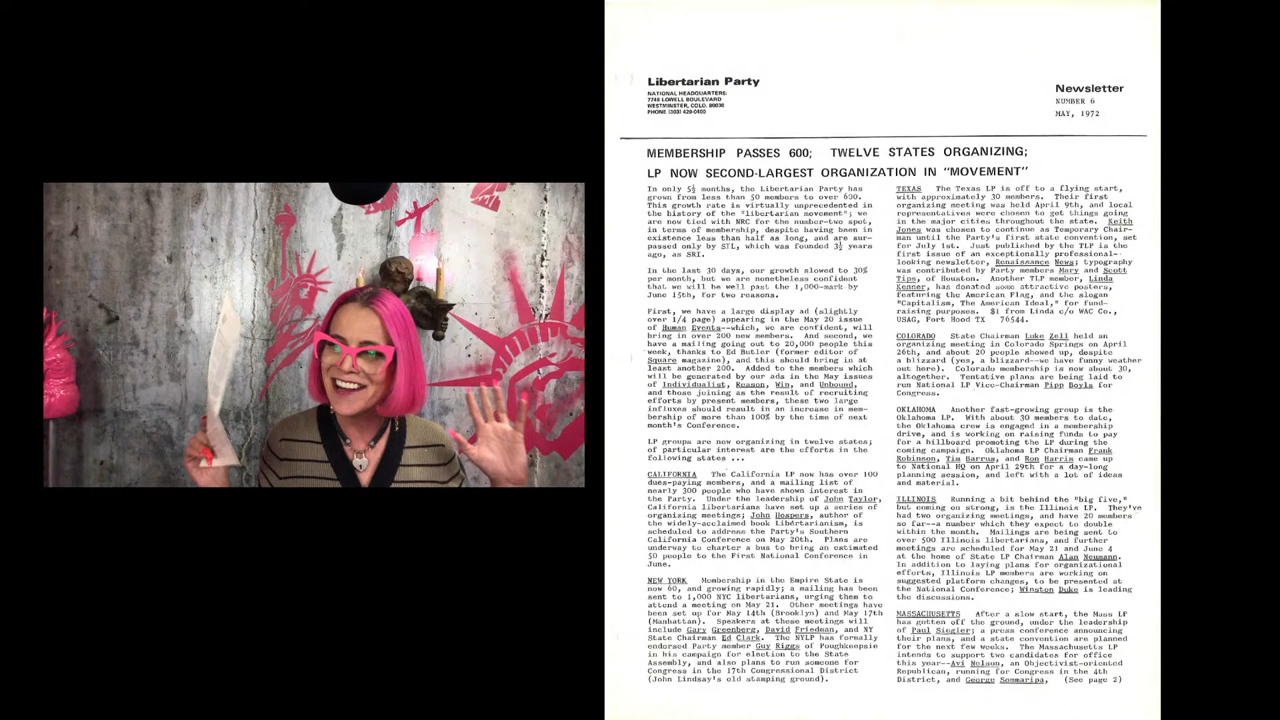 Libertarian Party
NATIONAL HEADQUARTERS:
7748 LOWELL BOULEVARD
WESTMINSTER, COLO. 80030
PHONE (303) 429-0400
Newsletter
NUMBER 6
MAY, 1972
MEMBERSHIP PASSES 600; TWELVE STATES ORGANIZING;
LP NOW SECOND-LARGEST ORGANIZATION IN "MOVEMENT"
In only 5½ months, the Libertarian Party has
grown from less than 50 members to over 600.
This growth rate is virtually unprecedented in
the history of the "libertarian movement"; we
are now tied with NRC for the number-two spot,
in terms of membership, despite having been in
existence less than half as long, and are sur-
passed only by STL, which was founded 3½ years
ago, as SRI.
In the last 30 days, our growth slowed to 30%
per month, but we are nonetheless confident
that we will be well past the 1,000-mark by
June 15th, for two reasons.
First, we have a large display ad (slightly
over 1/4 page) appearing in the May 20 issue
of Human Events--which, we are confident, will
bring in over 200 new members. And second, we
have a mailing going out to 20,000 people this
week, thanks to Ed Butler (former editor of
Square magazine), and this should bring in at
least another 200. Added to the members which
will be generated by our ads in the May issues
of Individualist, Reason, Win, and Unbound,
and those joining as the result of recruiting
efforts by present members, these two large
influxes should result in an increase in mem-
bership of more than 100% by the time of next
month's Conference.
LP groups are now organizing in twelve states;
of particular interest are the efforts in the
following states ...
CALIFORNIA The California LP now has over 100
dues-paying members, and a mailing list of
nearly 300 people who have shown interest in
the Party. Under the leadership of John Taylor,
California libertarians have set up a series of
organizing meetings; John Hospers, author of
the widely-acclaimed book Libertarianism, is
scheduled to address the Party's Southern
California Conference on May 20th. Plans are
underway to charter a bus to bring an estimated
50 people to the First National Conference in
June.
NEW YORK Membership in the Empire State is
now 60, and growing rapidly; a mailing has been
sent to 1,000 NYC libertarians, urging them to
attend a meeting on May 21. Other meetings have
been set up for May 14th (Brooklyn) and May 17th
(Manhattan). Speakers at these meetings will
include Gary Greenberg, David Friedman, and NY
State Chairman Ed Clark. The NYLP has formally
endorsed Party member Guy Riggs of Poughkeepsie
in his campaign for election to the State
Assembly, and also plans to run someone for
Congress in the 17th Congressional District
(John Lindsay's old stamping ground).
TEXAS The Texas LP is off to a flying start,
with approximately 30 members. Their first
organizing meeting was held April 9th, and local
representatives were chosen to get things going
in the major cities throughout the state. Keith
Jones was chosen to continue as Temporary Chair-
man until the Party's first state convention, set
for July 1st. Just published by the TLP is the
first issue of an exceptionally professional-
looking newsletter, Renaissance News; typography
was contributed by Party members Mary and Scott
Tips, of Houston. Another TLP member, Linda
Kenner, has donated some attractive posters,
featuring the American Flag, and the slogan
"Capitalism, The American Ideal," for fund-
raising purposes. $1 from Linda c/o WAC Co.,
USAG, Fort Hood TX 76544.
COLORADO State Chairman Luke Zell held an
organizing meeting in Colorado Springs on April
26th, and about 20 people showed up, despite
a blizzard (yes, a blizzard--we have funny weather
out here). Colorado membership is now about 30,
altogether. Tentative plans are being laid to
run National LP Vice-Chairman Pipp Boyls for
Congress.
OKLAHOMA Another fast-growing group is the
Oklahoma LP. With about 30 members to date,
the Oklahoma crew is engaged in a membership
drive, and is working on raising funds to pay
for a billboard promoting the LP during the
coming campaign. Oklahoma LP Chairman Frank
Robinson, Tim Barrus, and Ron Harris came up
to National HQ on April 29th for a day-long
planning session, and left with a lot of ideas
and material.
ILLINOIS Running a bit behind the "big five,"
but coming on strong, is the Illinois LP. They've
had two organizing meetings, and have 20 members
so far--a number which they expect to double
within the month. Mailings are being sent to
over 500 Illinois libertarians, and further
meetings are scheduled for May 21 and June 4
at the home of State LP Chairman Alan Neumann.
In addition to laying plans for organizational
efforts, Illinois LP members are working on
suggested platform changes, to be presented at
the National Conference; Winston Duke is leading
the discussions.
MASSACHUSETTS After a slow start, the Mass LP
has gotten off the ground, under the leadership
of Paul Siegler; a press conference announcing
their plans, and a state convention are planned
for the next few weeks. The Massachusetts LP
intends to support two candidates for office
this year--Avi Nelson, an Objectivist-oriented
Republican, running for Congress in the 4th
District, and George Sommaripa, (See page 2)